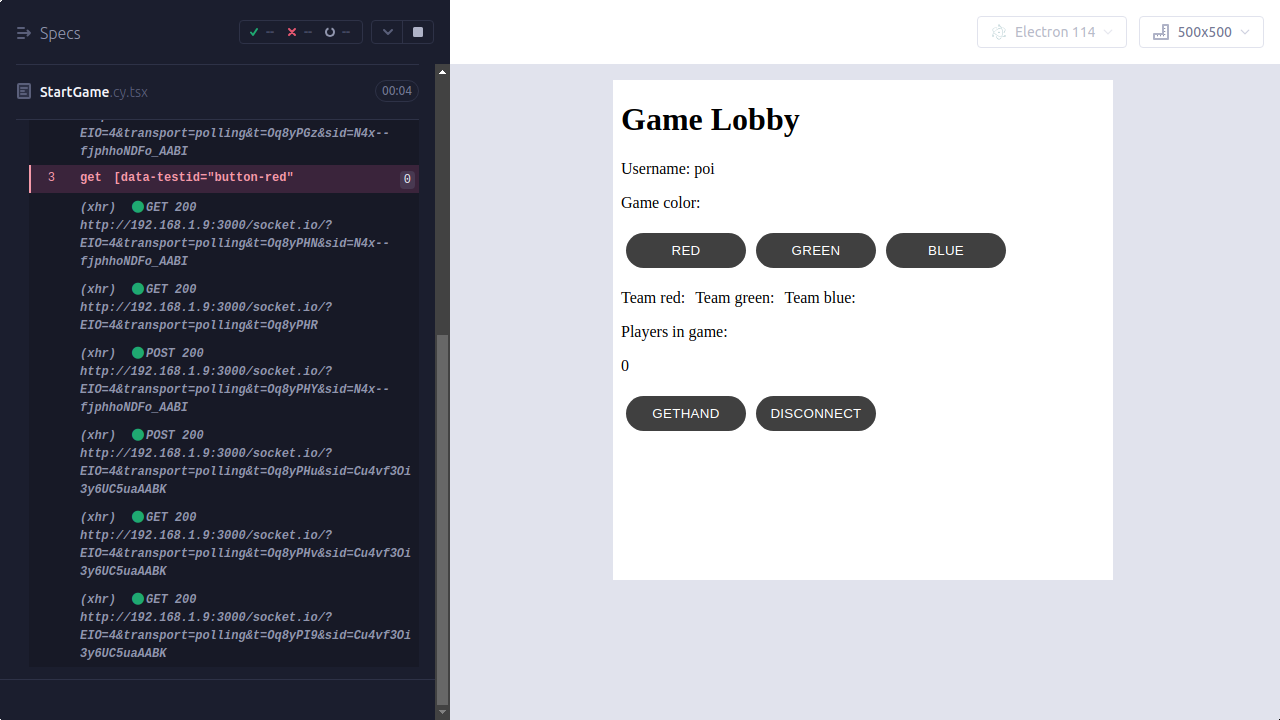 Specs
--
--
--
StartGame.cy.tsx
00:04
EIO=4&transport=polling&t=Oq8yPGz&sid=N4x--
fjphhoNDFo_AABI
3 get [data-testid="button-red" 0
(xhr) GET 200
http://192.168.1.9:3000/socket.io/?
EIO=4&transport=polling&t=Oq8yPHN&sid=N4x--
fjphhoNDFo_AABI
(xhr) GET 200
http://192.168.1.9:3000/socket.io/?
EIO=4&transport=polling&t=Oq8yPHR
(xhr) POST 200
http://192.168.1.9:3000/socket.io/?
EIO=4&transport=polling&t=Oq8yPHY&sid=N4x--
fjphhoNDFo_AABI
(xhr) POST 200
http://192.168.1.9:3000/socket.io/?
EIO=4&transport=polling&t=Oq8yPHu&sid=Cu4vf3Oi
3y6UC5uaAABK
(xhr) GET 200
http://192.168.1.9:3000/socket.io/?
EIO=4&transport=polling&t=Oq8yPHv&sid=Cu4vf3Oi
3y6UC5uaAABK
(xhr) GET 200
http://192.168.1.9:3000/socket.io/?
EIO=4&transport=polling&t=Oq8yPI9&sid=Cu4vf3Oi
3y6UC5uaAABK
Electron 114
500x500
Game Lobby
Username: poi
Game color:
RED GREEN BLUE
Team red: Team green: Team blue:
Players in game:
0
GETHAND DISCONNECT